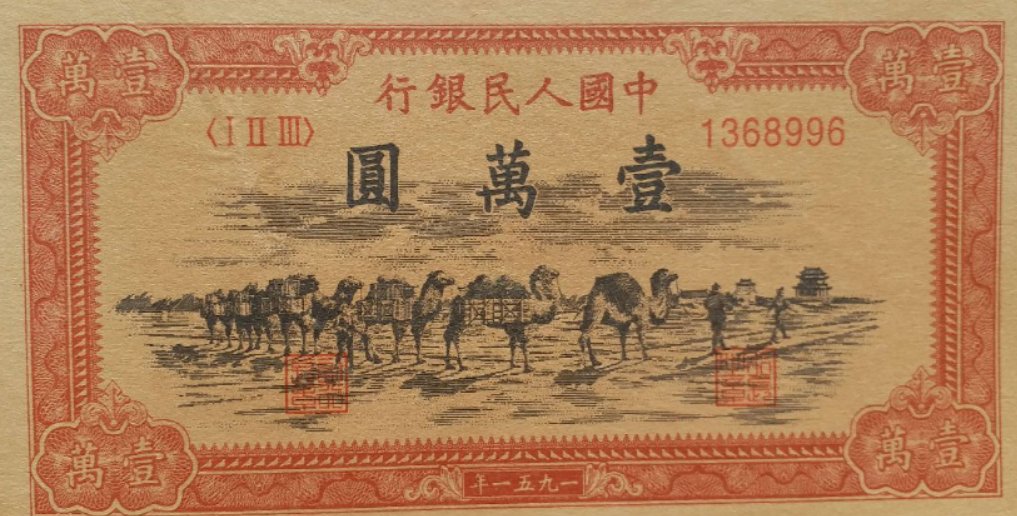 壹萬
壹萬
中國人民銀行
〈I II III〉
1368996
壹萬圓
壹萬
壹萬
一九五一年